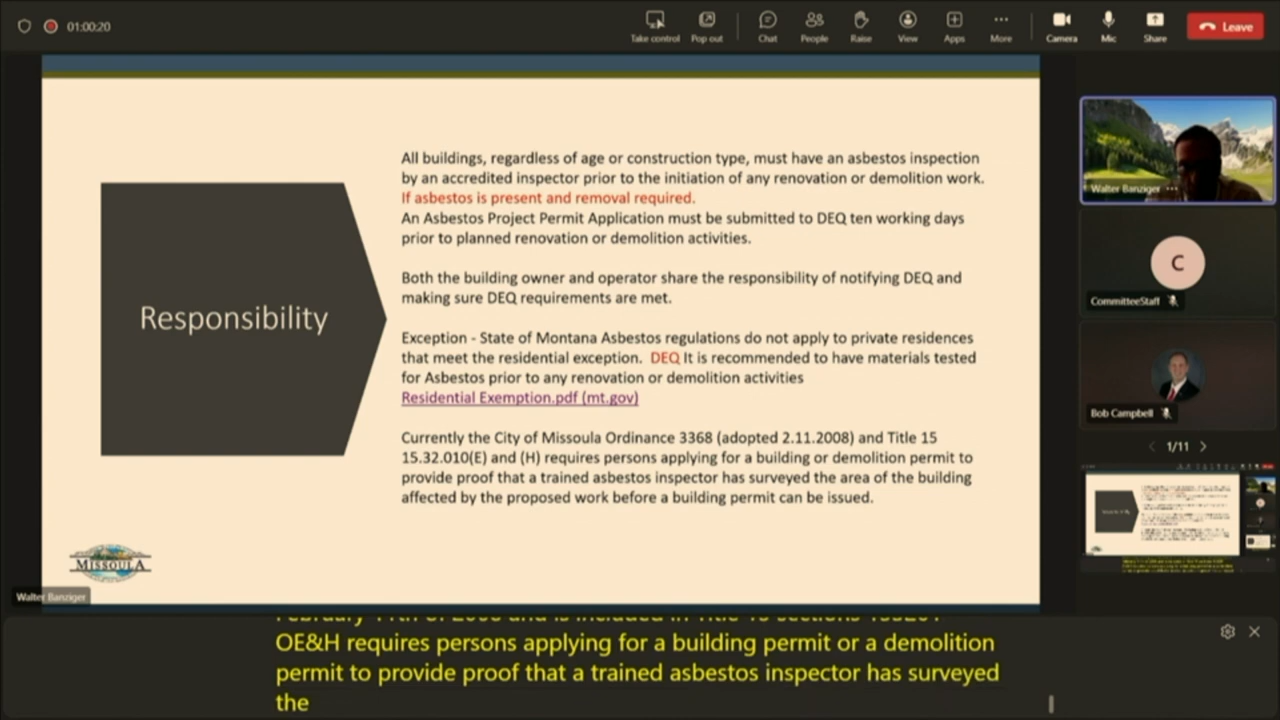 01:00:20
Take control
Pop out
Chat
People
Raise
View
Apps
More
Camera
Mic
Share
Leave
All buildings, regardless of age or construction type, must have an asbestos inspection
by an accredited inspector prior to the initiation of any renovation or demolition work.
If asbestos is present and removal required.
An Asbestos Project Permit Application must be submitted to DEQ ten working days
prior to planned renovation or demolition activities.
Both the building owner and operator share the responsibility of notifying DEQ and
making sure DEQ requirements are met.
Responsibility
Exception - State of Montana Asbestos regulations do not apply to private residences
that meet the residential exception. DEQ It is recommended to have materials tested
for Asbestos prior to any renovation or demolition activities
Residential Exemption.pdf (mt.gov)
Currently the City of Missoula Ordinance 3368 (adopted 2.11.2008) and Title 15
15.32.010(E) and (H) requires persons applying for a building or demolition permit to
provide proof that a trained asbestos inspector has surveyed the area of the building
affected by the proposed work before a building permit can be issued.
MISSOULA
Walter Banziger
Walter Banziger
C
CommitteeStaff
Bob Campbell
1/11
OE&H requires persons applying for a building permit or a demolition
permit to provide proof that a trained asbestos inspector has surveyed
the